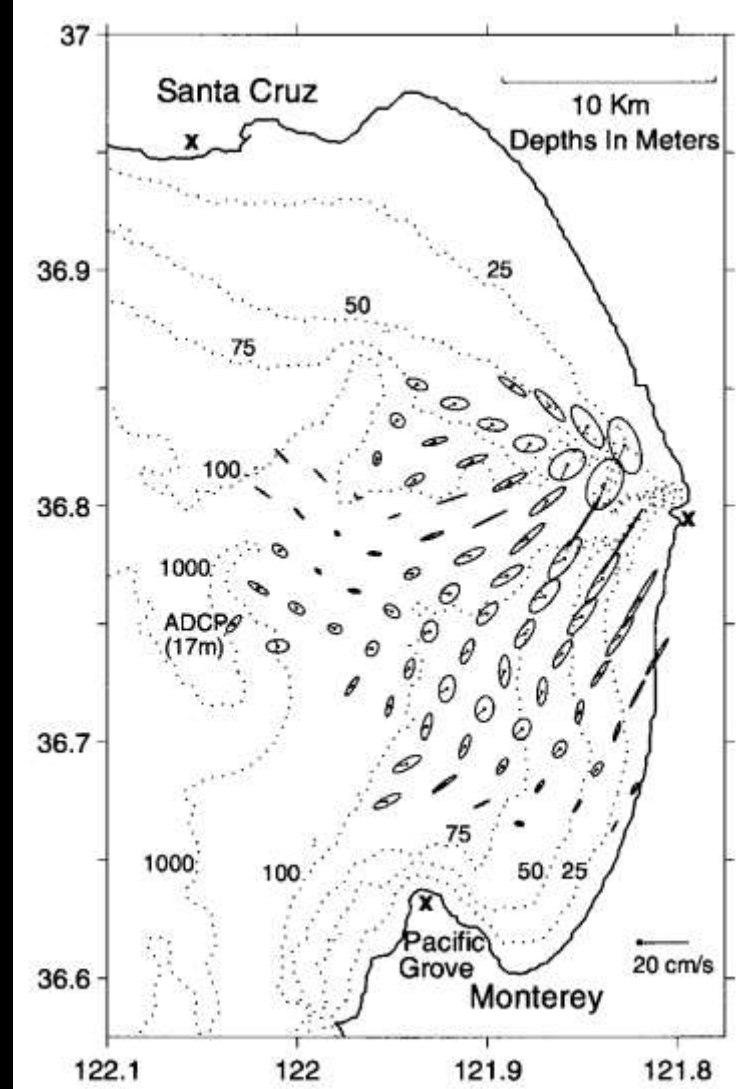 37
Santa Cruz
x
10 Km
Depths In Meters
36.9
25
50
75
100
36.8
x
1000
ADCP
(17m)
36.7
75
1000
100
50
25
x
Pacific
Grove
20 cm/s
36.6
Monterey
122.1
122
121.9
121.8